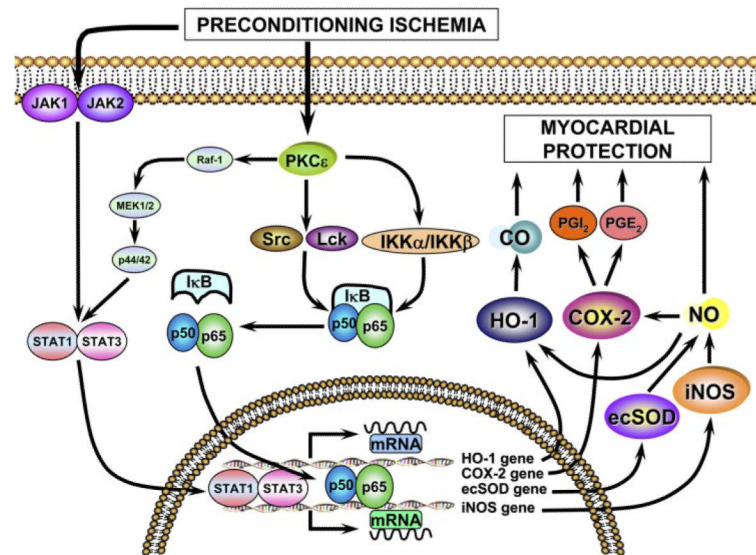 PRECONDITIONING ISCHEMIA
JAK1
JAK2
MYOCARDIAL
PROTECTION
Raf-1
PKCε
MEK1/2
Src
Lck
IKKα/IKKβ
CO
PGI₂
PGE₂
p44/42
IκB
IκB
p50
p65
p50
p65
HO-1
COX-2
NO
STAT1
STAT3
iNOS
ecSOD
mRNA
HO-1 gene
COX-2 gene
ecSOD gene
iNOS gene
STAT1
STAT3
p50
p65
mRNA